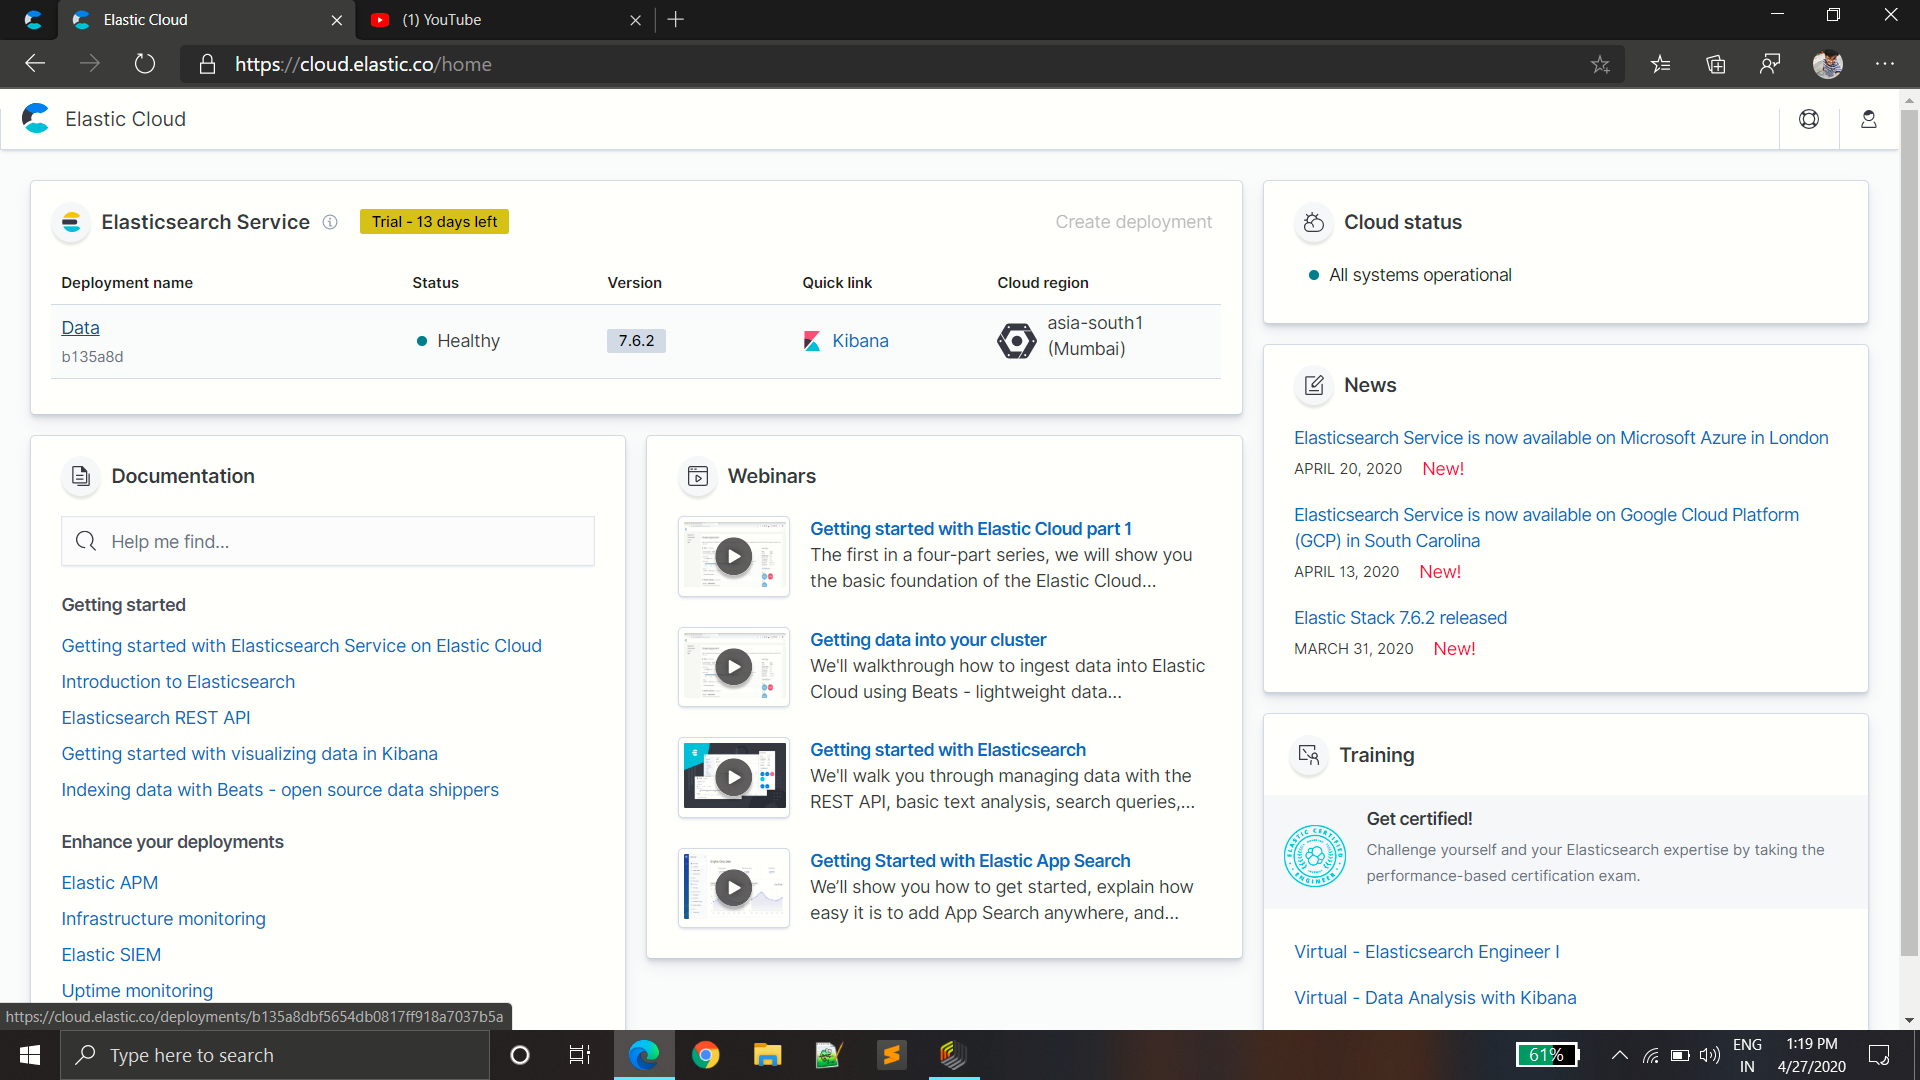 Elastic Cloud
(1) YouTube
https://cloud.elastic.co/home
Elastic Cloud
Elasticsearch Service
Trial - 13 days left
Create deployment
Deployment name
Status
Version
Quick link
Cloud region
Data
b135a8d
Healthy
7.6.2
Kibana
asia-south1
(Mumbai)
Documentation
Help me find...
Getting started
Getting started with Elasticsearch Service on Elastic Cloud
Introduction to Elasticsearch
Elasticsearch REST API
Getting started with visualizing data in Kibana
Indexing data with Beats - open source data shippers
Enhance your deployments
Elastic APM
Infrastructure monitoring
Elastic SIEM
Uptime monitoring
Webinars
Getting started with Elastic Cloud part 1
The first in a four-part series, we will show you
the basic foundation of the Elastic Cloud...
Getting data into your cluster
We'll walkthrough how to ingest data into Elastic
Cloud using Beats - lightweight data...
Getting started with Elasticsearch
We'll walk you through managing data with the
REST API, basic text analysis, search queries,...
Getting Started with Elastic App Search
We’ll show you how to get started, explain how
easy it is to add App Search anywhere, and...
Cloud status
All systems operational
News
Elasticsearch Service is now available on Microsoft Azure in London
APRIL 20, 2020 New!
Elasticsearch Service is now available on Google Cloud Platform
(GCP) in South Carolina
APRIL 13, 2020 New!
Elastic Stack 7.6.2 released
MARCH 31, 2020 New!
Training
ELASTIC CERTIFIED
ENGINEER
Get certified!
Challenge yourself and your Elasticsearch expertise by taking the
performance-based certification exam.
Virtual - Elasticsearch Engineer I
Virtual - Data Analysis with Kibana
https://cloud.elastic.co/deployments/b135a8dbf5654db0817ff918a7037b5a
Type here to search
61%
ENG
IN
1:19 PM
4/27/2020